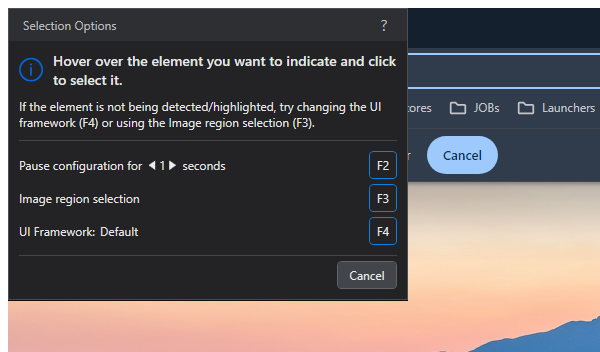 Selection Options ?
Hover over the element you want to indicate and click
to select it.
If the element is not being detected/highlighted, try changing the UI
framework (F4) or using the Image region selection (F3).
Pause configuration for 1 seconds F2
Image region selection F3
UI Framework: Default F4
Cancel
JOBs Launchers
Cancel